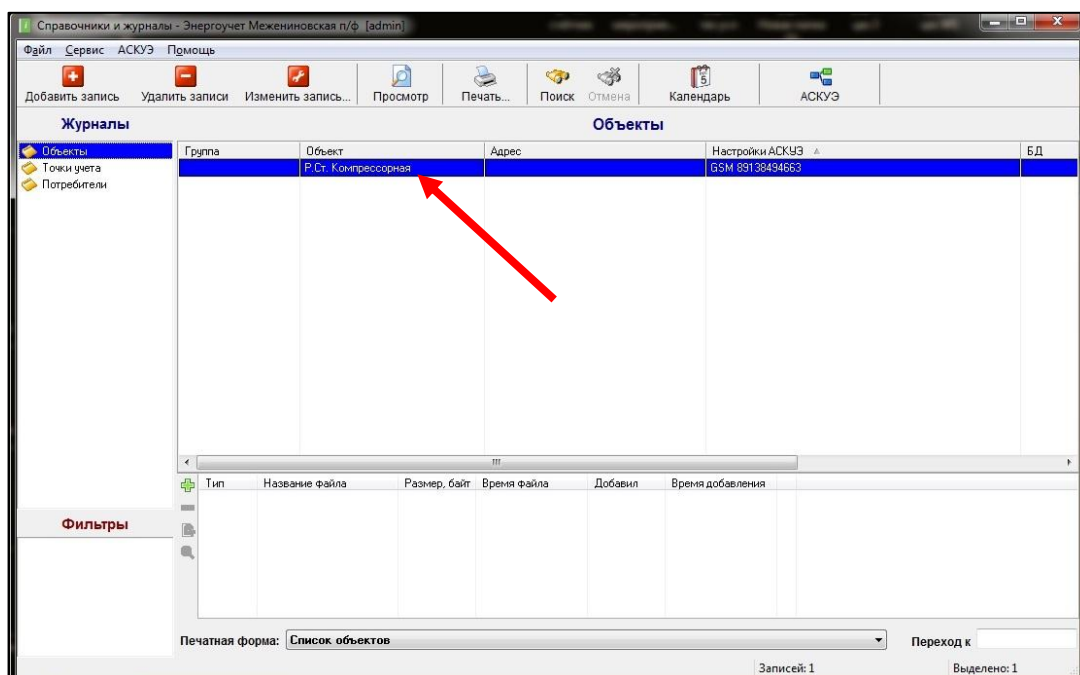 Справочники и журналы - Энергоучет Межениновская п/ф [admin]
Файл Сервис АСКУЭ Помощь
Добавить запись Удалить записи Изменить запись... Просмотр Печать... Поиск Отмена Календарь АСКУЭ
5
Журналы Объекты
Объекты
Точки учета
Потребители
Группа Объект Адрес Настройки АСКУЭ БД
Р.Ст. Компрессорная GSM 89138494663
Тип Название файла Размер, байт Время файла Добавил Время добавления
Фильтры
Печатная форма: Список объектов Переход к
Записей: 1 Выделено: 1